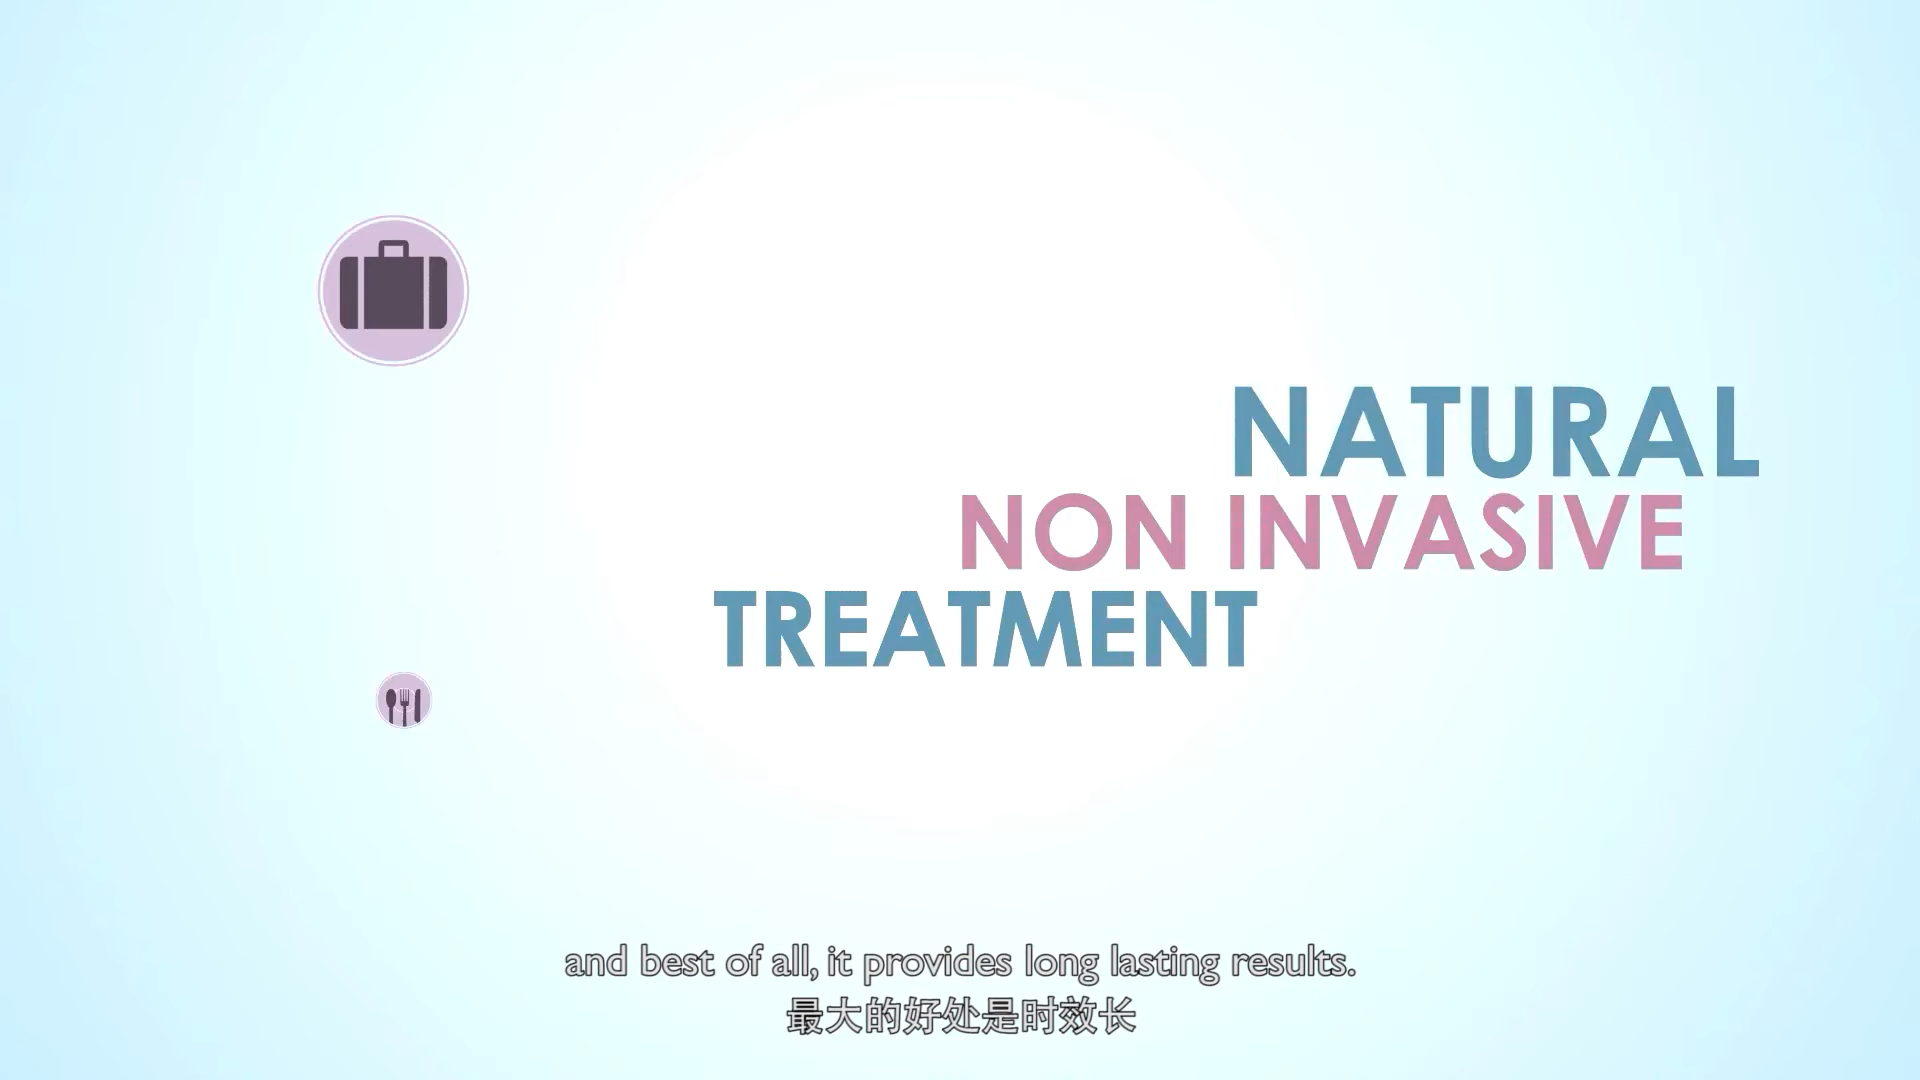 NATURAL
NON INVASIVE
TREATMENT
and best of all, it provides long lasting results.
最大的好处是时效长